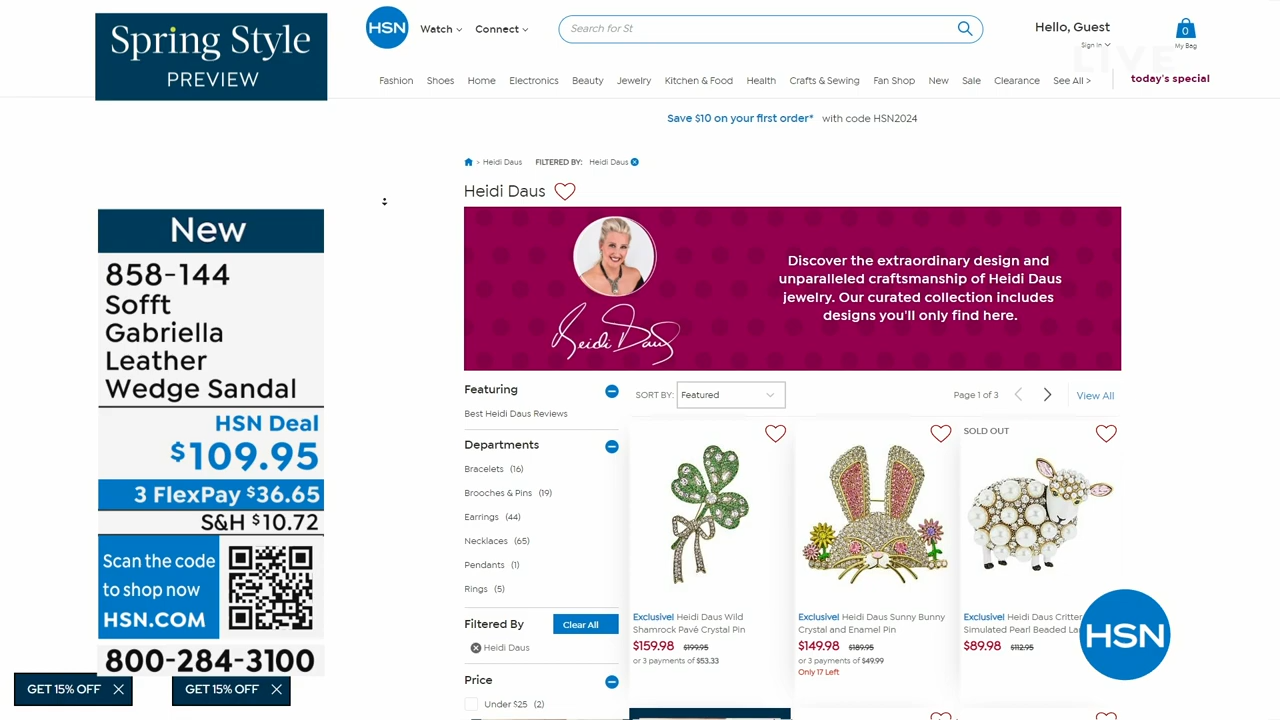 Spring Style
PREVIEW
HSN
Watch
Connect
Search for St
Hello, Guest
Sign In
0
My Bag
LIVE
Fashion
Shoes
Home
Electronics
Beauty
Jewelry
Kitchen & Food
Health
Crafts & Sewing
Fan Shop
New
Sale
Clearance
See All >
today's special
Save $10 on your first order* with code HSN2024
> Heidi Daus
FILTERED BY: Heidi Daus
Heidi Daus
Heidi Daus
Discover the extraordinary design and
unparalleled craftsmanship of Heidi Daus
jewelry. Our curated collection includes
designs you'll only find here.
New
858-144
Sofft
Gabriella
Leather
Wedge Sandal
HSN Deal
$109.95
3 FlexPay $36.65
S&H $10.72
Scan the code
to shop now
HSN.COM
800-284-3100
GET 15% OFF
GET 15% OFF
Featuring
Best Heidi Daus Reviews
Departments
Bracelets (16)
Brooches & Pins (19)
Earrings (44)
Necklaces (65)
Pendants (1)
Rings (5)
Filtered By
Clear All
Heidi Daus
Price
Under $25 (2)
SORT BY: Featured
Page 1 of 3
View All
Exclusive! Heidi Daus Wild
Shamrock Pavé Crystal Pin
$159.98 $199.95
or 3 payments of $53.33
Exclusive! Heidi Daus Sunny Bunny
Crystal and Enamel Pin
$149.98 $189.95
or 3 payments of $49.99
Only 17 Left
SOLD OUT
Exclusive! Heidi Daus Critter
Simulated Pearl Beaded La
$89.98 $112.95
HSN